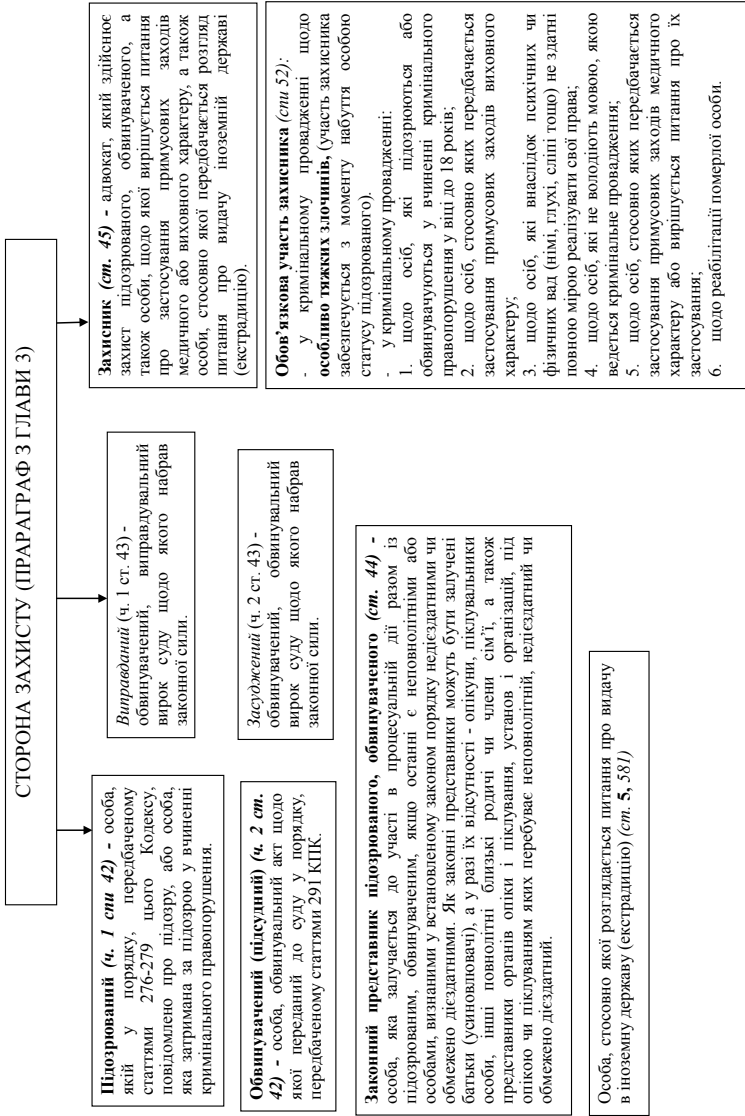 СТОРОНА ЗАХИСТУ (ПРАРАГРАФ 3 ГЛАВИ 3)
Підозрюваний (ч. 1 спи 42) - особа,
якій у порядку, передбаченому
статтями 276-279 цього Кодексу,
повідомлено про підозру, або особа,
яка затримана за підозрою у вчиненні
кримінального правопорушення.
Обвинувачений (підсудний) (ч. 2 ст.
42) - особа, обвинувальний акт щодо
якої переданий до суду у порядку,
передбаченому статтями 291 КПК.
Виправданий (ч. 1 ст. 43) -
обвинувачений, виправдувальний
вирок суду щодо якого набрав
законної сили.
Засуджений (ч. 2 ст. 43) -
обвинувачений, обвинувальний
вирок суду щодо якого набрав
законної сили.
Законний представник підозрюваного, обвинуваченого (ст. 44) -
особа, яка залучається до участі в процесуальній дії разом із
підозрюваним, обвинуваченим, якщо останні є неповнолітніми або
особами, визнаними у встановленому законом порядку недієздатними чи
обмежено дієздатними. Як законні представники можуть бути залучені
батьки (усиновлювачі), а у разі їх відсутності - опікуни, піклувальники
особи, інші повнолітні близькі родичі чи члени сім’ї, а також
представники органів опіки і піклування, установ і організацій, під
опікою чи піклуванням яких перебуває неповнолітній, недієздатний чи
обмежено дієздатний.
Особа, стосовно якої розглядається питання про видачу
в іноземну державу (екстрадицію) (ст. 5, 581)
Захисник (ст. 45) - адвокат, який здійснює
захист підозрюваного, обвинуваченого, а
також особи, щодо якої вирішується питання
про застосування примусових заходів
медичного або виховного характеру, а також
особи, стосовно якої передбачається розгляд
питання про видачу іноземній державі
(екстрадицію).
Обов’язкова участь захисника (спи 52):
- у кримінальному провадженні щодо
особливо тяжких злочинів, (участь захисника
забезпечується з моменту набуття особою
статусу підозрюваного).
- у кримінальному провадженні:
1. щодо осіб, які підозрюються або
обвинувачуються у вчиненні кримінального
правопорушення у віці до 18 років;
2. щодо осіб, стосовно яких передбачається
застосування примусових заходів виховного
характеру;
3. щодо осіб, які внаслідок психічних чи
фізичних вад (німі, глухі, сліпі тощо) не здатні
повною мірою реалізувати свої права;
4. щодо осіб, які не володіють мовою, якою
ведеться кримінальне провадження;
5. щодо осіб, стосовно яких передбачається
застосування примусових заходів медичного
характеру або вирішується питання про їх
застосування;
6. щодо реабілітації померлої особи.